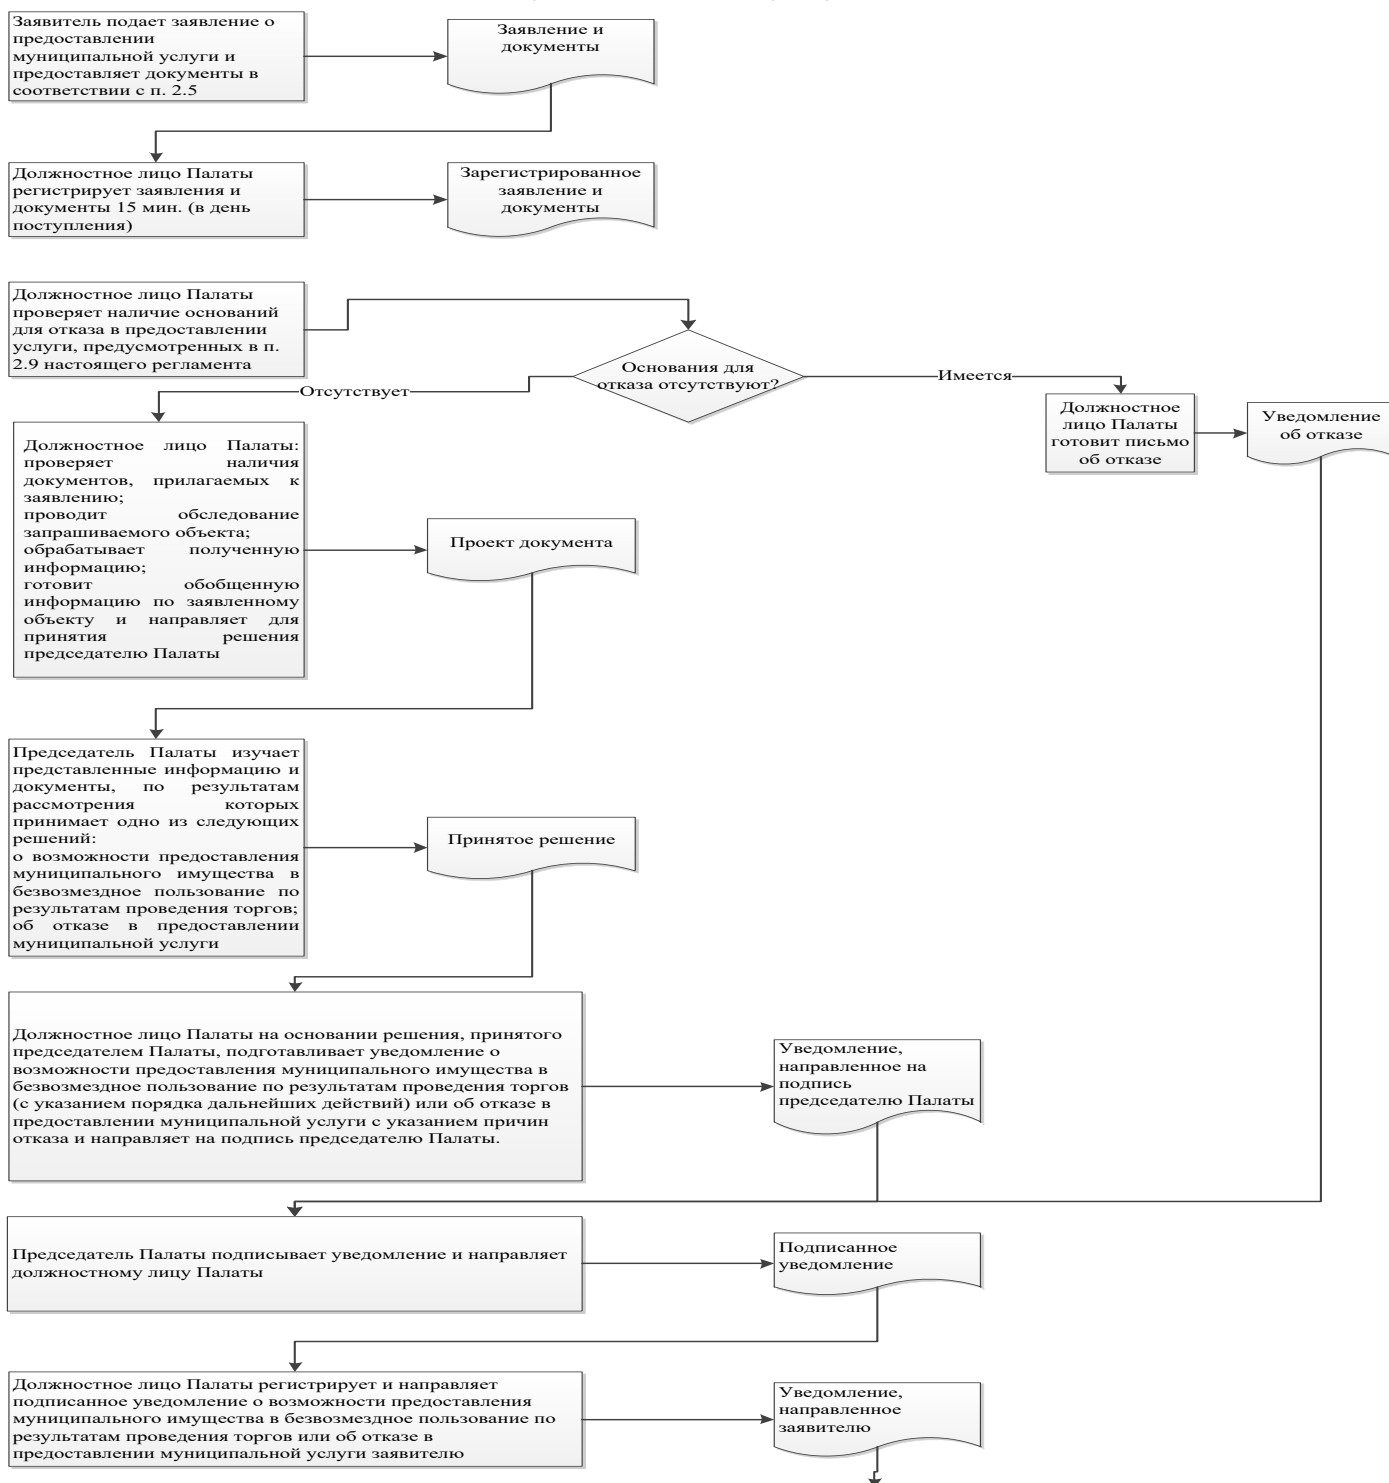 Заявитель подает заявление о
предоставлении
муниципальной услуги и
предоставляет документы в
соответствии с п. 2.5
Заявление и
документы
Должностное лицо Палаты
регистрирует заявления и
документы 15 мин. (в день
поступления)
Зарегистрированное
заявление и
документы
Должностное лицо Палаты
проверяет наличие оснований
для отказа в предоставлении
услуги, предусмотренных в п.
2.9 настоящего регламента
Основания для
отказа отсутствуют?
Отсутствует
Имеется
Должностное
лицо Палаты
готовит письмо
об отказе
Уведомление
об отказе
Должностное лицо Палаты:
проверяет наличия
документов, прилагаемых к
заявлению;
проводит обследование
запрашиваемого объекта;
обрабатывает полученную
информацию;
готовит обобщенную
информацию по заявленному
объекту и направляет для
принятия решения
председателю Палаты
Проект документа
Председатель Палаты изучает
представленные информацию и
документы, по результатам
рассмотрения которых
принимает одно из следующих
решений:
о возможности предоставления
муниципального имущества в
безвозмездное пользование по
результатам проведения торгов;
об отказе в предоставлении
муниципальной услуги
Принятое решение
Должностное лицо Палаты на основании решения, принятого
председателем Палаты, подготавливает уведомление о
возможности предоставления муниципального имущества в
безвозмездное пользование по результатам проведения торгов
(с указанием порядка дальнейших действий) или об отказе в
предоставлении муниципальной услуги с указанием причин
отказа и направляет на подпись председателю Палаты.
Уведомление,
направленное на
подпись
председателю Палаты
Председатель Палаты подписывает уведомление и направляет
должностному лицу Палаты
Подписанное
уведомление
Должностное лицо Палаты регистрирует и направляет
подписанное уведомление о возможности предоставления
муниципального имущества в безвозмездное пользование по
результатам проведения торгов или об отказе в
предоставлении муниципальной услуги заявителю
Уведомление,
направленное
заявителю